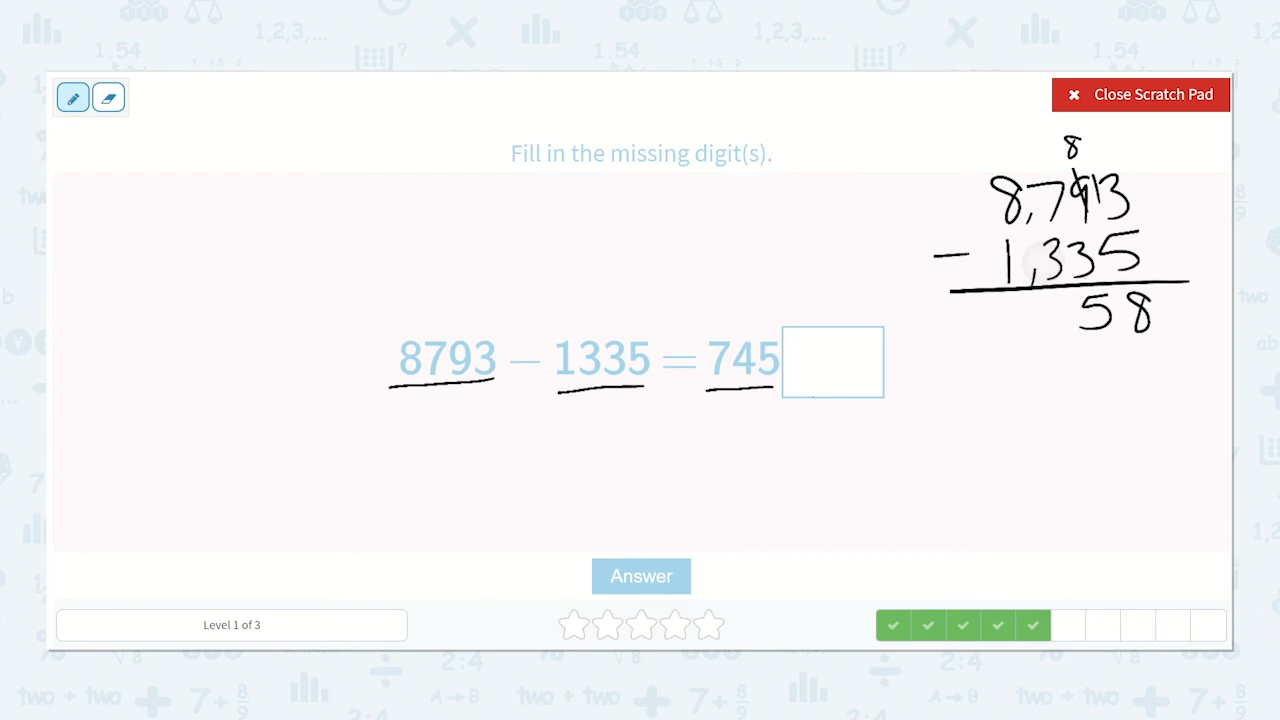 Close Scratch Pad
Fill in the missing digit(s).
8
8,793
- 1,335
58
8793 − 1335 = 745
Answer
Level 1 of 3